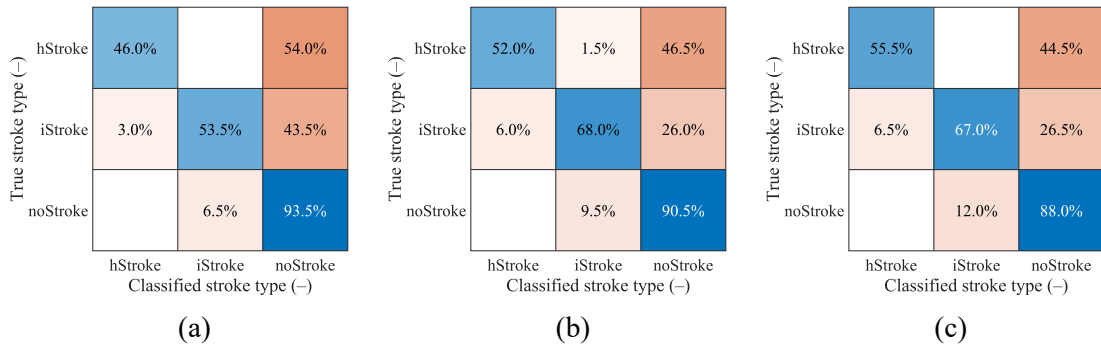 True stroke type (–)
hStroke
46.0%
54.0%
iStroke
3.0%
53.5%
43.5%
noStroke
6.5%
93.5%
hStroke
iStroke
noStroke
Classified stroke type (–)
(a)
True stroke type (–)
hStroke
52.0%
1.5%
46.5%
iStroke
6.0%
68.0%
26.0%
noStroke
9.5%
90.5%
hStroke
iStroke
noStroke
Classified stroke type (–)
(b)
True stroke type (–)
hStroke
55.5%
44.5%
iStroke
6.5%
67.0%
26.5%
noStroke
12.0%
88.0%
hStroke
iStroke
noStroke
Classified stroke type (–)
(c)